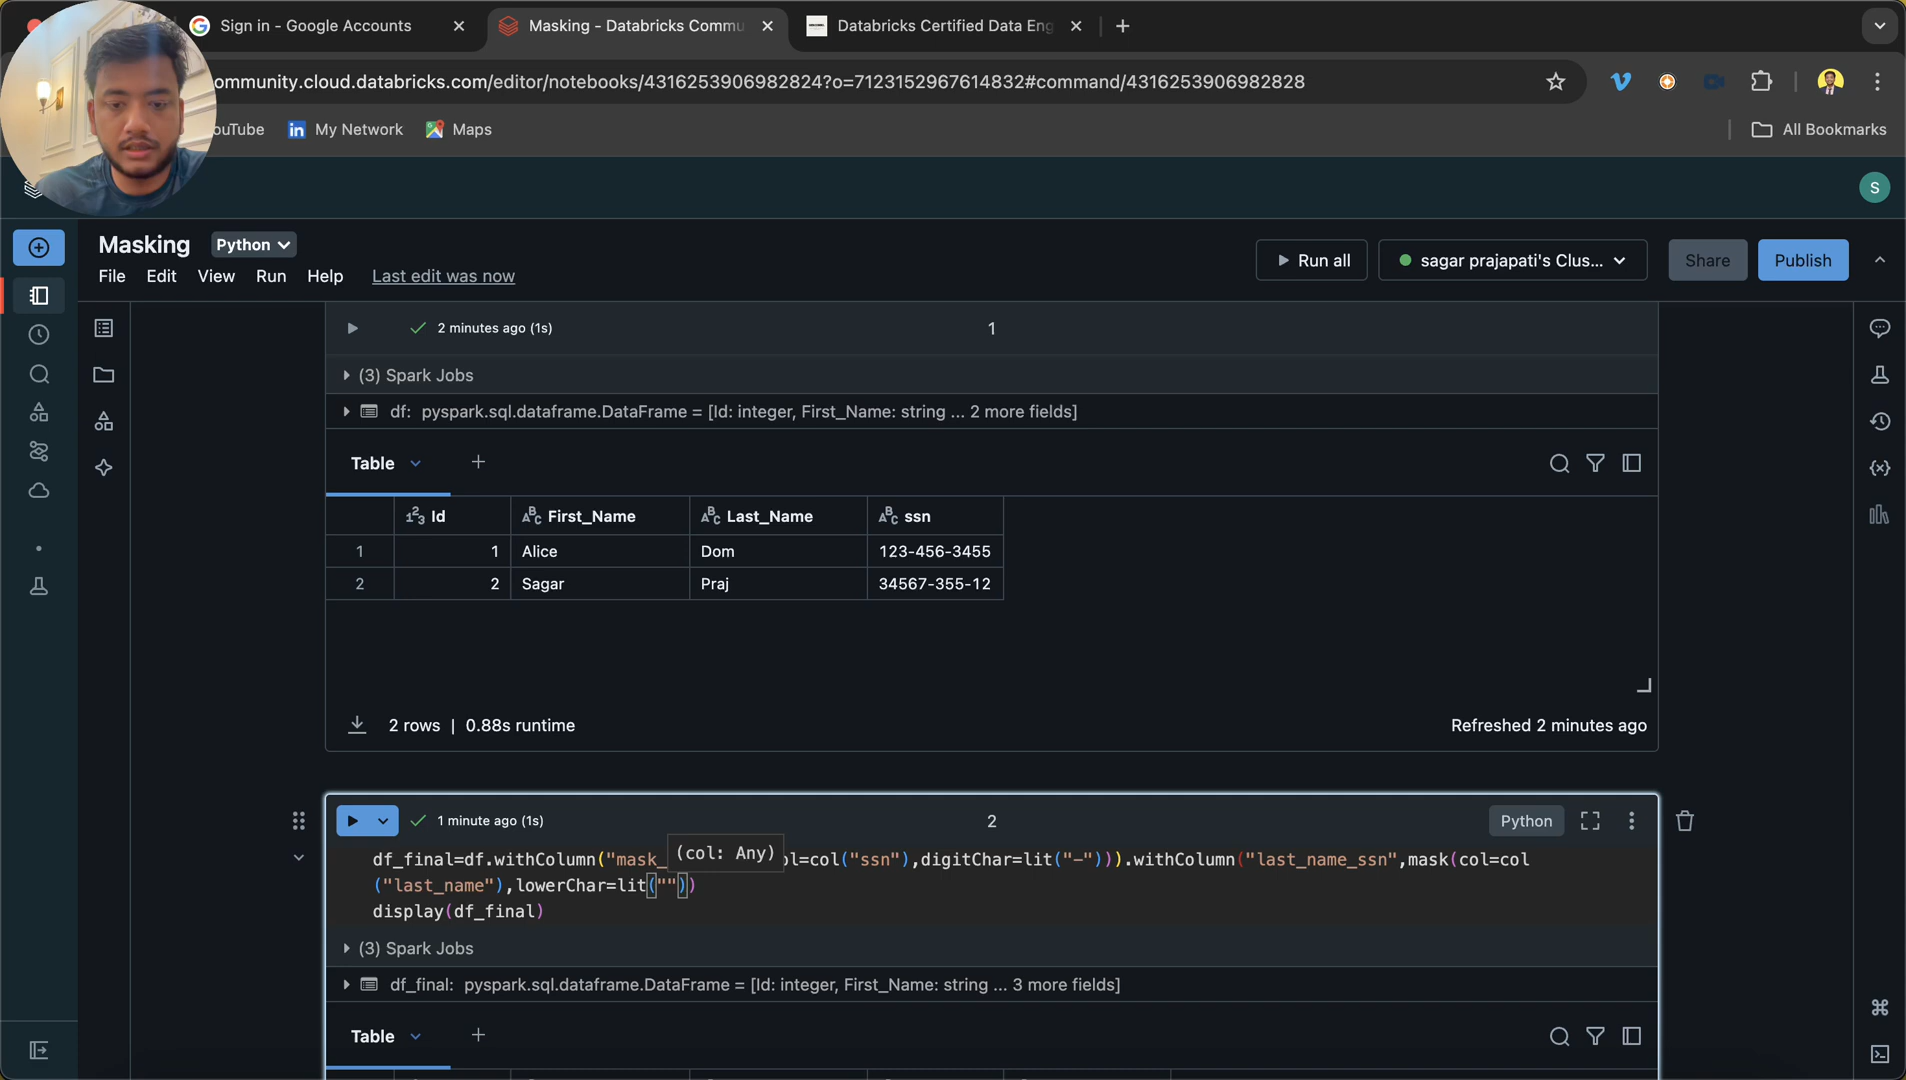 Sign in - Google Accounts
Masking - Databricks Commu
Databricks Certified Data Eng
ommunity.cloud.databricks.com/editor/notebooks/4316253906982824?o=7123152967614832#command/4316253906982828
ouTube
My Network
Maps
All Bookmarks
S
Masking
Python
File Edit View Run Help Last edit was now
Run all
sagar prajapati's Clus...
Share
Publish
2 minutes ago (1s)
1
(3) Spark Jobs
df: pyspark.sql.dataframe.DataFrame = [Id: integer, First_Name: string ... 2 more fields]
Table
Id First_Name Last_Name ssn
1 1 Alice Dom 123-456-3455
2 2 Sagar Praj 34567-355-12
2 rows | 0.88s runtime
Refreshed 2 minutes ago
1 minute ago (1s)
2
Python
(col: Any)
df_final=df.withColumn("mask_ l=col("ssn"),digitChar=lit("-"))).withColumn("last_name_ssn",mask(col=col
("last_name"),lowerChar=lit(""))
display(df_final)
(3) Spark Jobs
df_final: pyspark.sql.dataframe.DataFrame = [Id: integer, First_Name: string ... 3 more fields]
Table